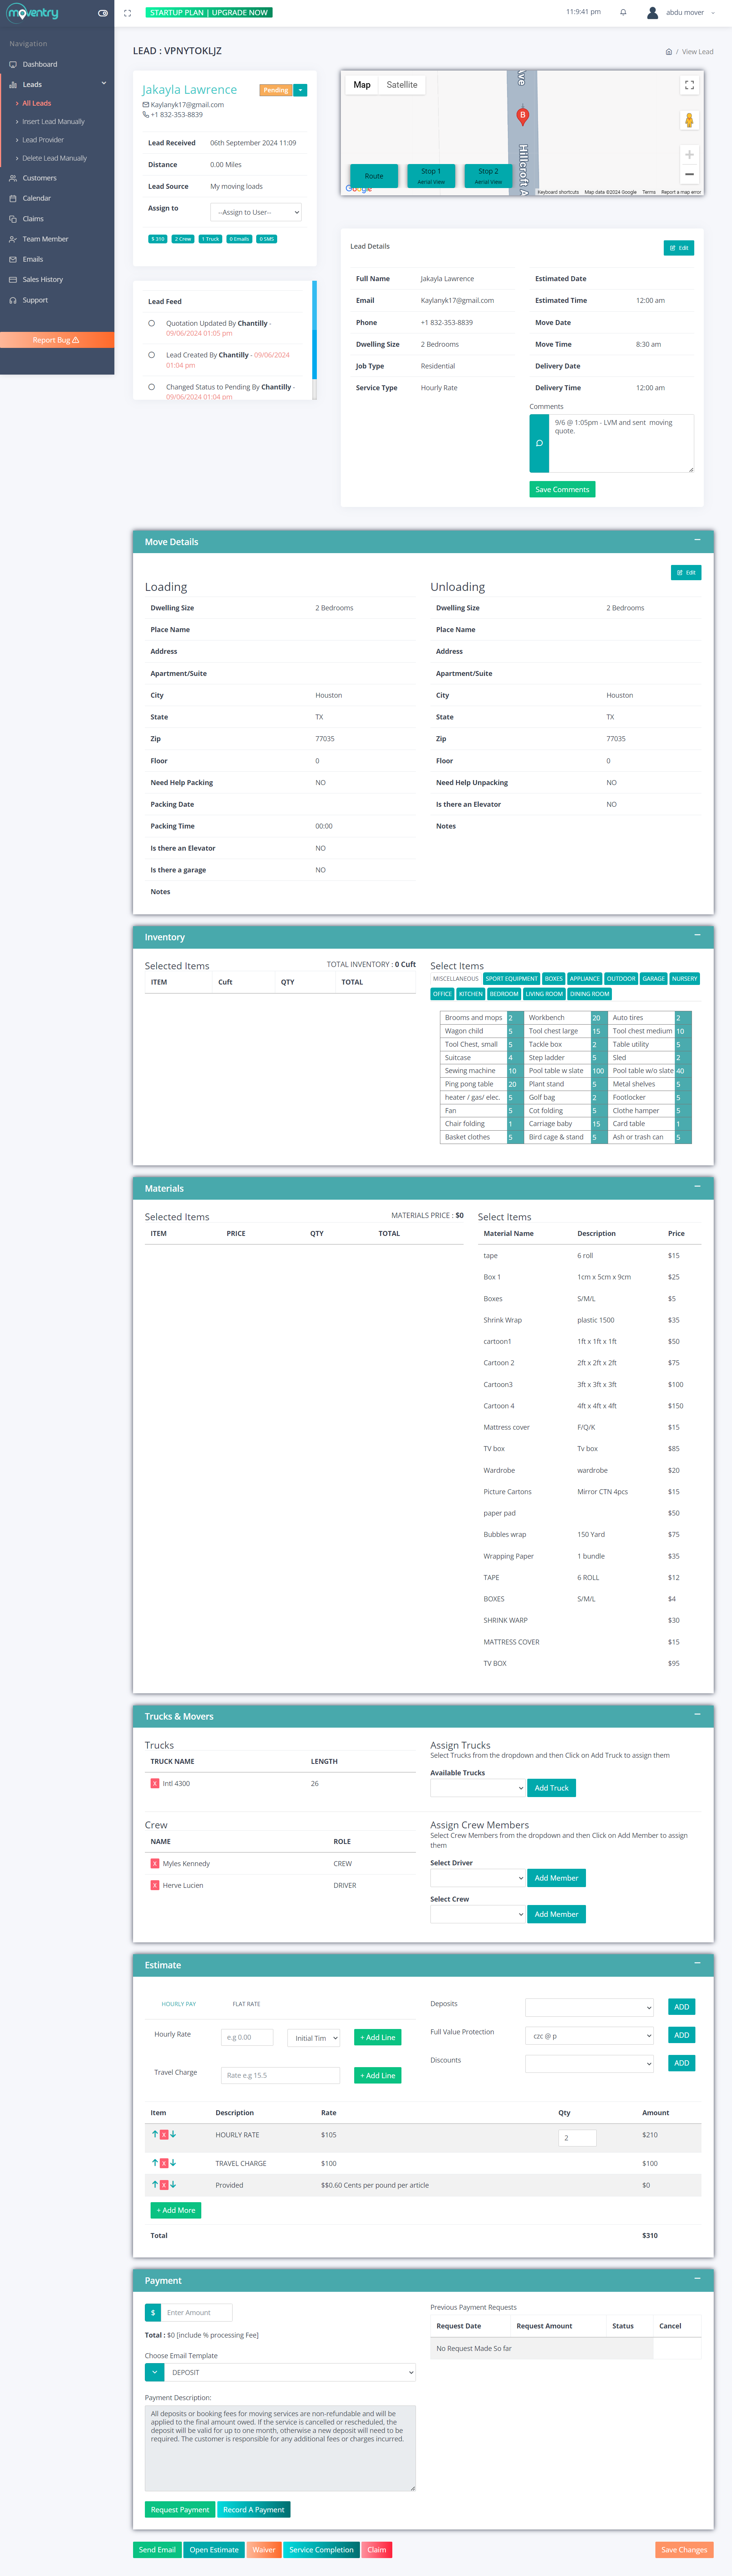 moventry
STARTUP PLAN | UPGRADE NOW
11:9:41 pm
abdu mover
Navigation
Dashboard
Leads
All Leads
Insert Lead Manually
Lead Provider
Delete Lead Manually
Customers
Calendar
Claims
Team Member
Emails
Sales History
Support
Report Bug
LEAD : VPNYTOKLJZ
/ View Lead
Jakayla Lawrence
Pending
Kaylanyk17@gmail.com
+1 832-353-8839
Lead Received 06th September 2024 11:09
Distance 0.00 Miles
Lead Source My moving loads
Assign to --Assign to User--
$ 310 2 Crew 1 Truck 0 Emails 0 SMS
Lead Feed
Quotation Updated By Chantilly -
09/06/2024 01:05 pm
Lead Created By Chantilly - 09/06/2024
01:04 pm
Changed Status to Pending By Chantilly -
09/06/2024 01:04 pm
Map Satellite
Ave
B
Hillcroft A
Route
Stop 1
Aerial View
Stop 2
Aerial View
Google
Keyboard shortcuts Map data ©2024 Google Terms Report a map error
Lead Details
Edit
Full Name Jakayla Lawrence
Email Kaylanyk17@gmail.com
Phone +1 832-353-8839
Dwelling Size 2 Bedrooms
Job Type Residential
Service Type Hourly Rate
Estimated Date
Estimated Time 12:00 am
Move Date
Move Time 8:30 am
Delivery Date
Delivery Time 12:00 am
Comments
9/6 @ 1:05pm - LVM and sent moving
quote.
Save Comments
Move Details
Edit
Loading
Dwelling Size 2 Bedrooms
Place Name
Address
Apartment/Suite
City Houston
State TX
Zip 77035
Floor 0
Need Help Packing NO
Packing Date
Packing Time 00:00
Is there an Elevator NO
Is there a garage NO
Notes
Unloading
Dwelling Size 2 Bedrooms
Place Name
Address
Apartment/Suite
City Houston
State TX
Zip 77035
Floor 0
Need Help Unpacking NO
Is there an Elevator NO
Notes
Inventory
Selected Items TOTAL INVENTORY : 0 Cuft
ITEM Cuft QTY TOTAL
Select Items
MISCELLANEOUS SPORT EQUIPMENT BOXES APPLIANCE OUTDOOR GARAGE NURSERY
OFFICE KITCHEN BEDROOM LIVING ROOM DINING ROOM
Brooms and mops 2 Workbench 20 Auto tires 2
Wagon child 5 Tool chest large 15 Tool chest medium 10
Tool Chest, small 5 Tackle box 2 Table utility 5
Suitcase 4 Step ladder 5 Sled 2
Sewing machine 10 Pool table w slate 100 Pool table w/o slate 40
Ping pong table 20 Plant stand 5 Metal shelves 5
heater / gas/ elec. 5 Golf bag 2 Footlocker 5
Fan 5 Cot folding 5 Clothe hamper 5
Chair folding 1 Carriage baby 15 Card table 1
Basket clothes 5 Bird cage & stand 5 Ash or trash can 5
Materials
Selected Items MATERIALS PRICE : $0
ITEM PRICE QTY TOTAL
Select Items
Material Name Description Price
tape 6 roll $15
Box 1 1cm x 5cm x 9cm $25
Boxes S/M/L $5
Shrink Wrap plastic 1500 $35
cartoon1 1ft x 1ft x 1ft $50
Cartoon 2 2ft x 2ft x 2ft $75
Cartoon3 3ft x 3ft x 3ft $100
Cartoon 4 4ft x 4ft x 4ft $150
Mattress cover F/Q/K $15
TV box Tv box $85
Wardrobe wardrobe $20
Picture Cartons Mirror CTN 4pcs $15
paper pad $50
Bubbles wrap 150 Yard $75
Wrapping Paper 1 bundle $35
TAPE 6 ROLL $12
BOXES S/M/L $4
SHRINK WARP $30
MATTRESS COVER $15
TV BOX $95
Trucks & Movers
Trucks
TRUCK NAME LENGTH
X Intl 4300 26
Assign Trucks
Select Trucks from the dropdown and then Click on Add Truck to assign them
Available Trucks
Add Truck
Crew
NAME ROLE
X Myles Kennedy CREW
X Herve Lucien DRIVER
Assign Crew Members
Select Crew Members from the dropdown and then Click on Add Member to assign
them
Select Driver
Add Member
Select Crew
Add Member
Estimate
HOURLY PAY FLAT RATE
Hourly Rate e.g 0.00 Initial Tim + Add Line
Travel Charge Rate e.g 15.5 + Add Line
Deposits ADD
Full Value Protection czc @ p ADD
Discounts ADD
Item Description Rate Qty Amount
X HOURLY RATE $105 2 $210
X TRAVEL CHARGE $100 $100
X Provided $$0.60 Cents per pound per article $0
+ Add More
Total $310
Payment
$ Enter Amount
Total : $0 [include % processing Fee]
Choose Email Template
DEPOSIT
Payment Description:
All deposits or booking fees for moving services are non-refundable and will be
applied to the final amount owed. If the service is cancelled or rescheduled, the
deposit will be valid for up to one month, otherwise a new deposit will need to be
required. The customer is responsible for any additional fees or charges incurred.
Request Payment Record A Payment
Previous Payment Requests
Request Date Request Amount Status Cancel
No Request Made So far
Send Email Open Estimate Waiver Service Completion Claim Save Changes